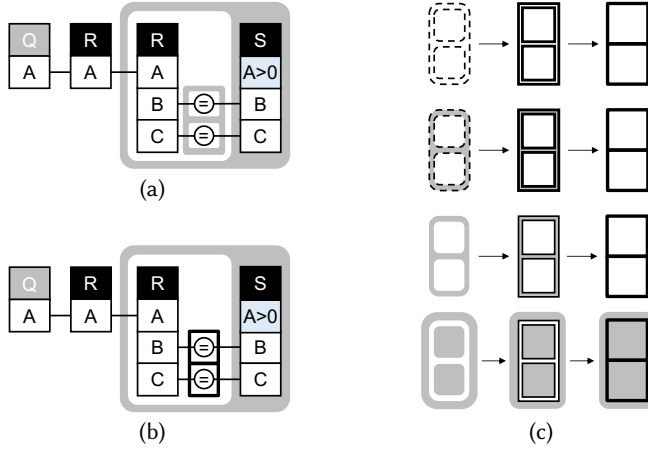 Q R R S
A A A A>0
B = B
C = C
(a)
Q R R S
A A A A>0
B = B
C = C
(b)
(c)